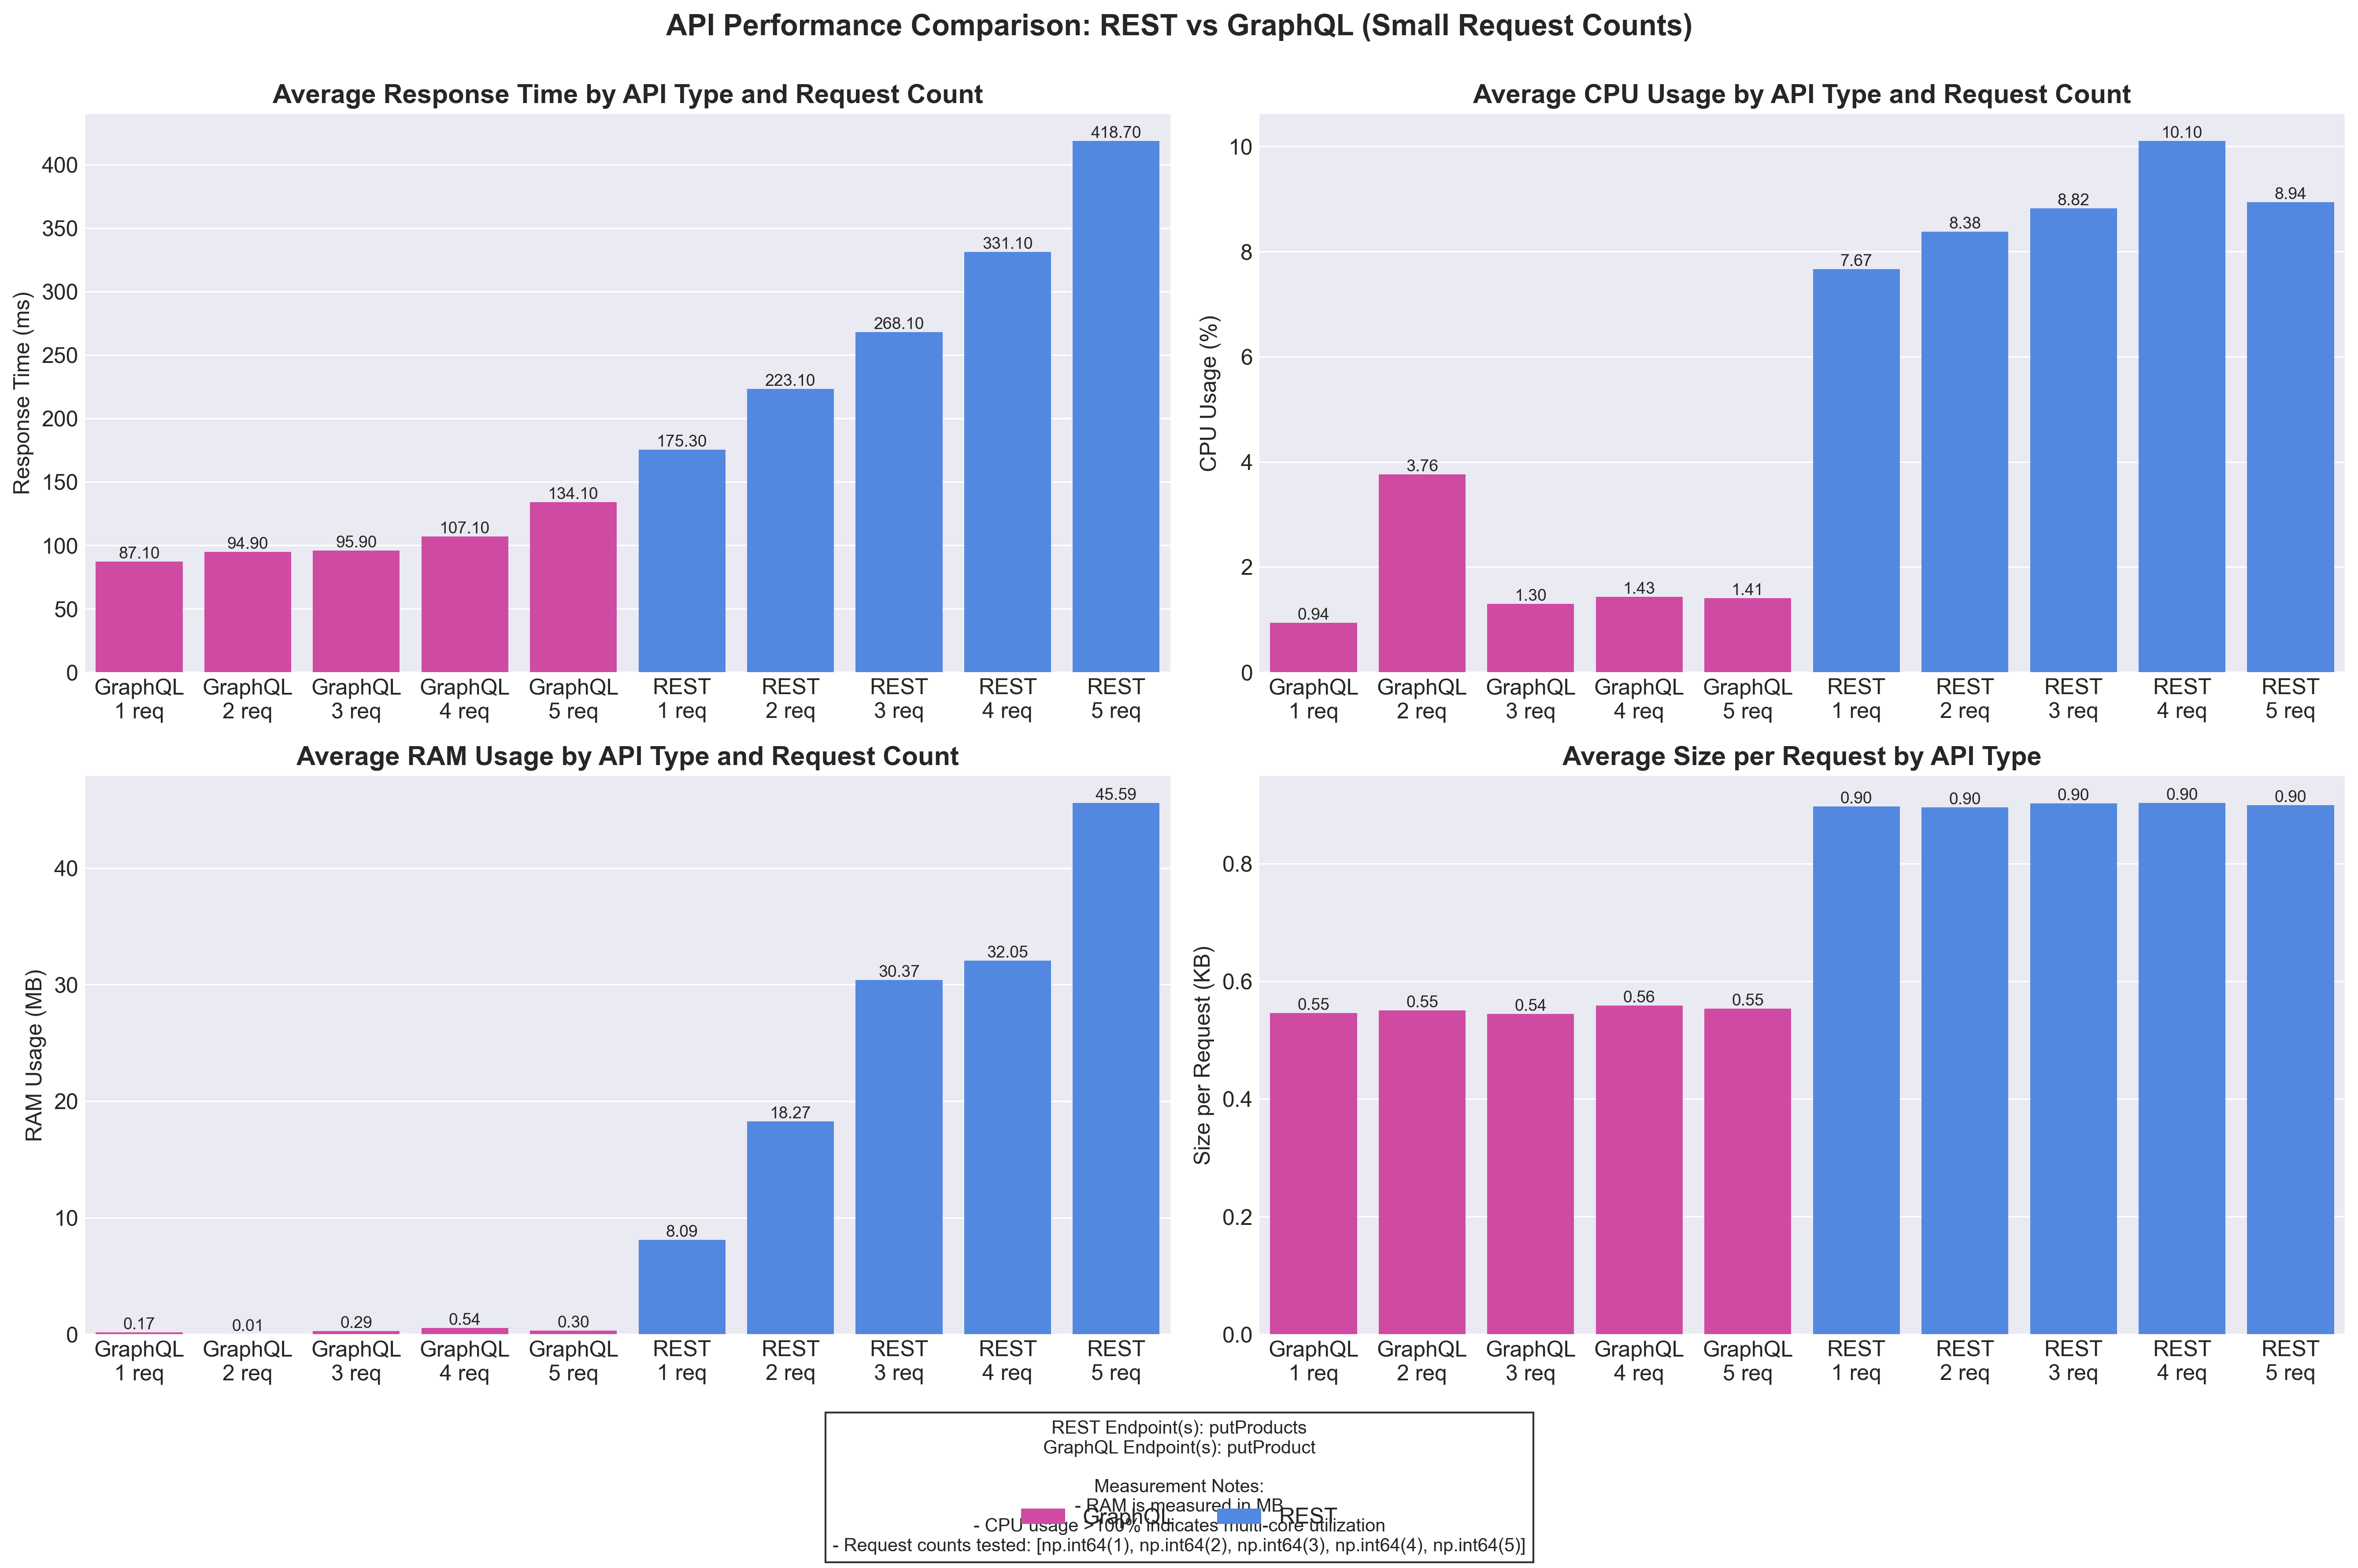 API Performance Comparison: REST vs GraphQL (Small Request Counts)
Average Response Time by API Type and Request Count
Response Time (ms)
400
350
300
250
200
150
100
50
0
87.10
94.90
95.90
107.10
134.10
175.30
223.10
268.10
331.10
418.70
GraphQL GraphQL GraphQL GraphQL GraphQL REST REST REST REST REST
1 req 2 req 3 req 4 req 5 req 1 req 2 req 3 req 4 req 5 req
Average CPU Usage by API Type and Request Count
CPU Usage (%)
10
8
6
4
2
0
0.94
3.76
1.30
1.43
1.41
7.67
8.38
8.82
10.10
8.94
GraphQL GraphQL GraphQL GraphQL GraphQL REST REST REST REST REST
1 req 2 req 3 req 4 req 5 req 1 req 2 req 3 req 4 req 5 req
Average RAM Usage by API Type and Request Count
RAM Usage (MB)
40
30
20
10
0
0.17
0.01
0.29
0.54
0.30
8.09
18.27
30.37
32.05
45.59
GraphQL GraphQL GraphQL GraphQL GraphQL REST REST REST REST REST
1 req 2 req 3 req 4 req 5 req 1 req 2 req 3 req 4 req 5 req
Average Size per Request by API Type
Size per Request (KB)
0.8
0.6
0.4
0.2
0.0
0.55
0.55
0.54
0.56
0.55
0.90
0.90
0.90
0.90
0.90
GraphQL GraphQL GraphQL GraphQL GraphQL REST REST REST REST REST
1 req 2 req 3 req 4 req 5 req 1 req 2 req 3 req 4 req 5 req
REST Endpoint(s): putProducts
GraphQL Endpoint(s): putProduct
Measurement Notes:
- RAM is measured in MB
GraphQL REST
- CPU usage >100% indicates multi-core utilization
- Request counts tested: [np.int64(1), np.int64(2), np.int64(3), np.int64(4), np.int64(5)]